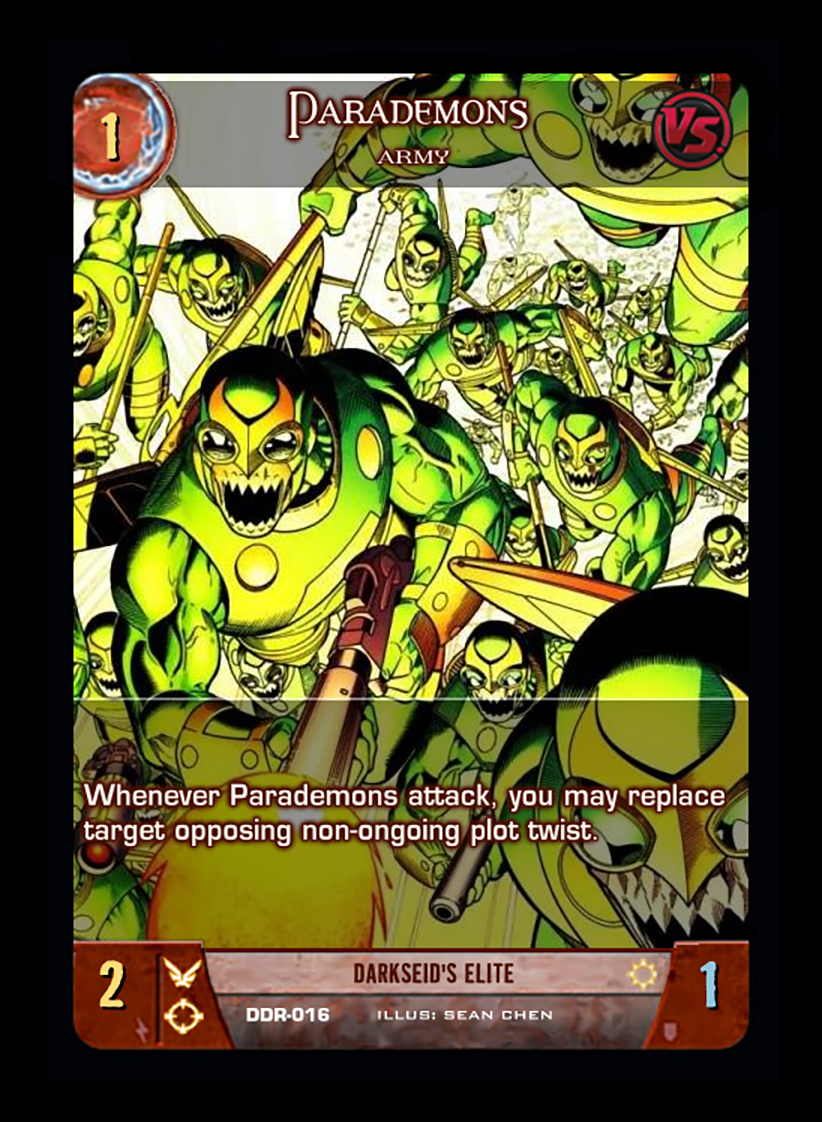 1
Parademons
VS.
ARMY
Whenever Parademons attack, you may replace
target opposing non-ongoing plot twist.
2
DARKSEID'S ELITE
1
DDR-016
ILLUS: SEAN CHEN